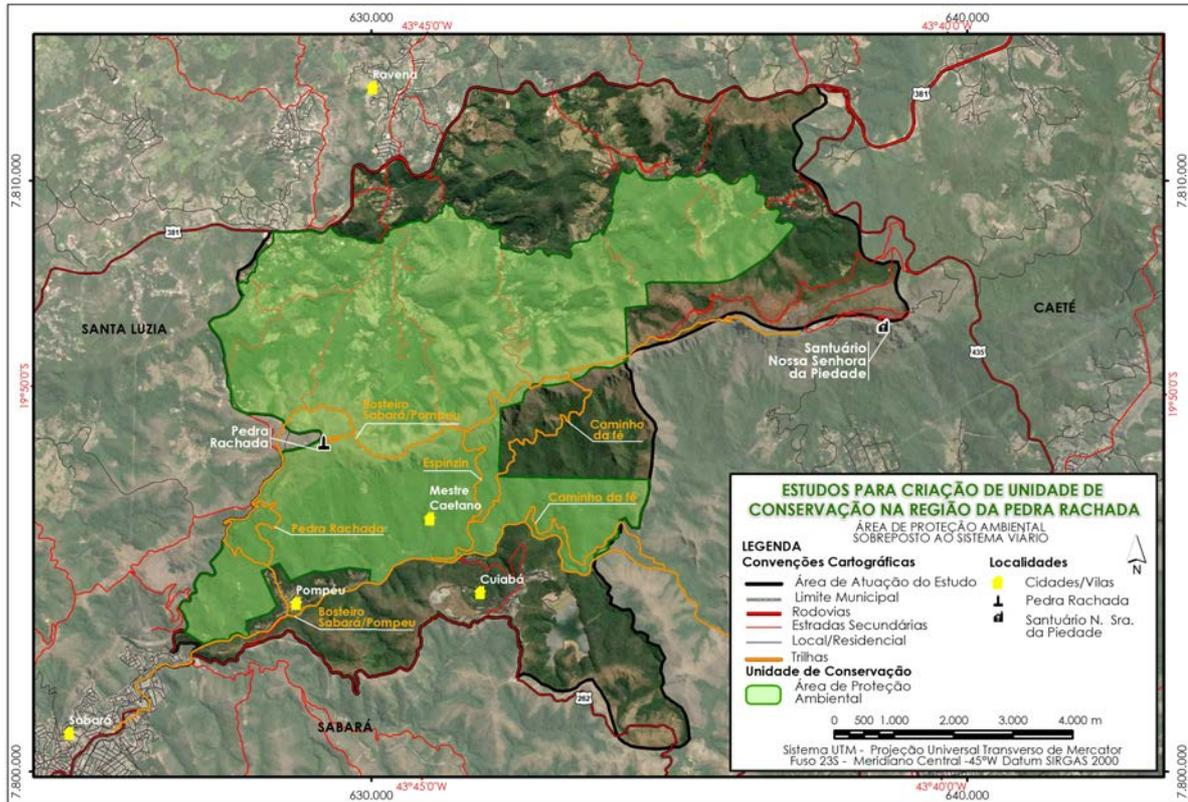 630.000
640.000
43°45'0"W
43°40'0"W
Ravena
381
7.810.000
7.810.000
381
SANTA LUZIA
CAETÉ
Santuário
Nossa Senhora
da Piedade
435
19°50'0"S
19°50'0"S
Bosteiro
Sabará/Pompeu
Pedra
Rachada
Caminho
da fé
Espinzin
Mestre
Caetano
Caminho da fé
Pedra Rachada
Cuiabá
Pompéu
Bosteiro
Sabará/Pompeu
262
Sabará
SABARÁ
ESTUDOS PARA CRIAÇÃO DE UNIDADE DE
CONSERVAÇÃO NA REGIÃO DA PEDRA RACHADA
ÁREA DE PROTEÇÃO AMBIENTAL
SOBREPOSTO AO SISTEMA VIÁRIO
LEGENDA
Convenções Cartográficas
Área de Atuação do Estudo
Limite Municipal
Rodovias
Estradas Secundárias
Local/Residencial
Trilhas
Unidade de Conservação
Área de Proteção
Ambiental
Localidades
Cidades/Vilas
Pedra Rachada
Santuário N. Sra.
da Piedade
N
0 500 1.000 2.000 3.000 4.000 m
Sistema UTM - Projeção Universal Transverso de Mercator
Fuso 23S - Meridiano Central -45°W Datum SIRGAS 2000
7.800.000
7.800.000
630.000
43°45'0"W
43°40'0"W
640.000